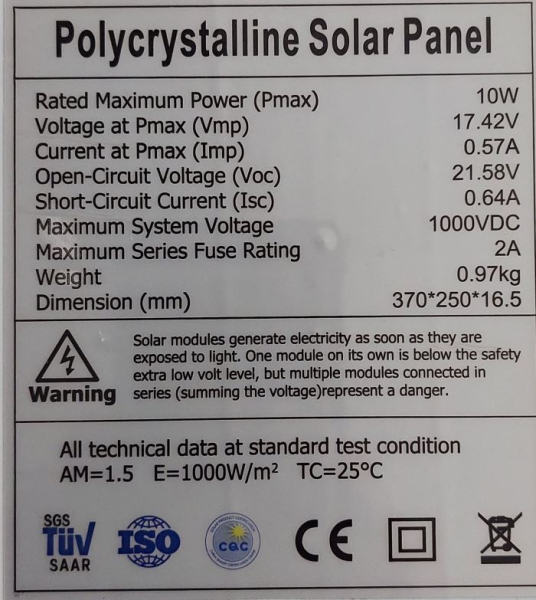 Polycrystalline Solar Panel
Rated Maximum Power (Pmax) 10W
Voltage at Pmax (Vmp) 17.42V
Current at Pmax (Imp) 0.57A
Open-Circuit Voltage (Voc) 21.58V
Short-Circuit Current (Isc) 0.64A
Maximum System Voltage 1000VDC
Maximum Series Fuse Rating 2A
Weight 0.97kg
Dimension (mm) 370*250*16.5
Solar modules generate electricity as soon as they are
exposed to light. One module on its own is below the safety
extra low volt level, but multiple modules connected in
series (summing the voltage)represent a danger.
Warning
All technical data at standard test condition
AM=1.5 E=1000W/m² TC=25°C
SGS
TÜV
SAAR
ISO
CQC
CE